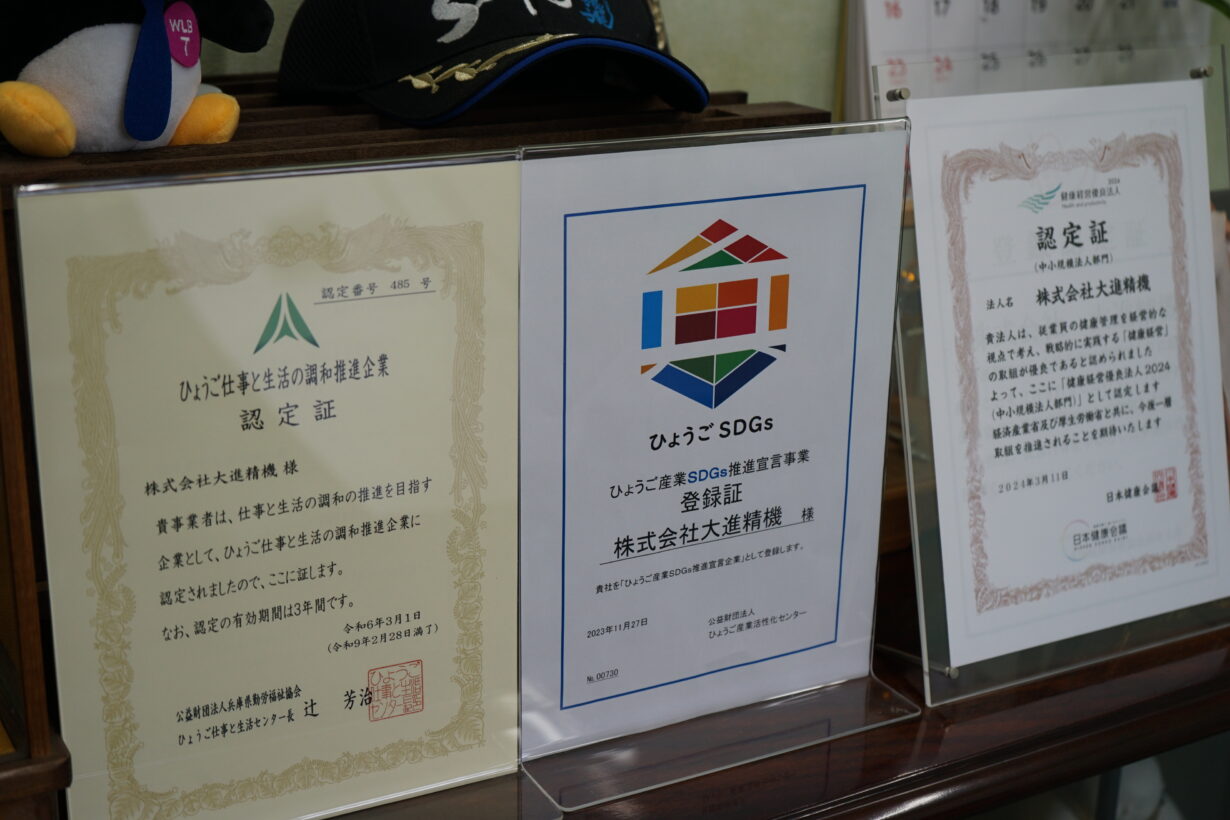 WLB
7
16
17
18
19
20
21
23
24
25
26
27
28
認定番号 485 号
ひょうご仕事と生活の調和推進企業
認定証
株式会社大進精機 様
貴事業者は、仕事と生活の調和の推進を目指す
企業として、ひょうご仕事と生活の調和推進企業に
認定されましたので、ここに証します。
なお、認定の有効期間は3年間です。
令和6年3月1日
(令和9年2月28日満了)
公益財団法人兵庫県勤労福祉協会
ひょうご仕事と生活センター長 辻 芳治
ひょうご SDGs
ひょうご産業SDGs推進宣言事業
登録証
株式会社大進精機 様
貴社を「ひょうご産業SDGs推進宣言企業」として登録します。
2023年11月27日
公益財団法人
ひょうご産業活性化センター
№ 00730
2024
健康経営優良法人
Health and productivity
認定証
(中小規模法人部門)
法人名 株式会社大進精機
貴法人は、従業員の健康管理を経営的な
視点で考え、戦略的に実践する「健康経営」
の取組が優良であると認められました
よって、ここに「健康経営優良法人2024
(中小規模法人部門)」として認定します
経済産業省及び厚生労働省と共に、今後一層
取組を推進されることを期待いたします
2024年3月11日
日本健康会議
日本健康会議